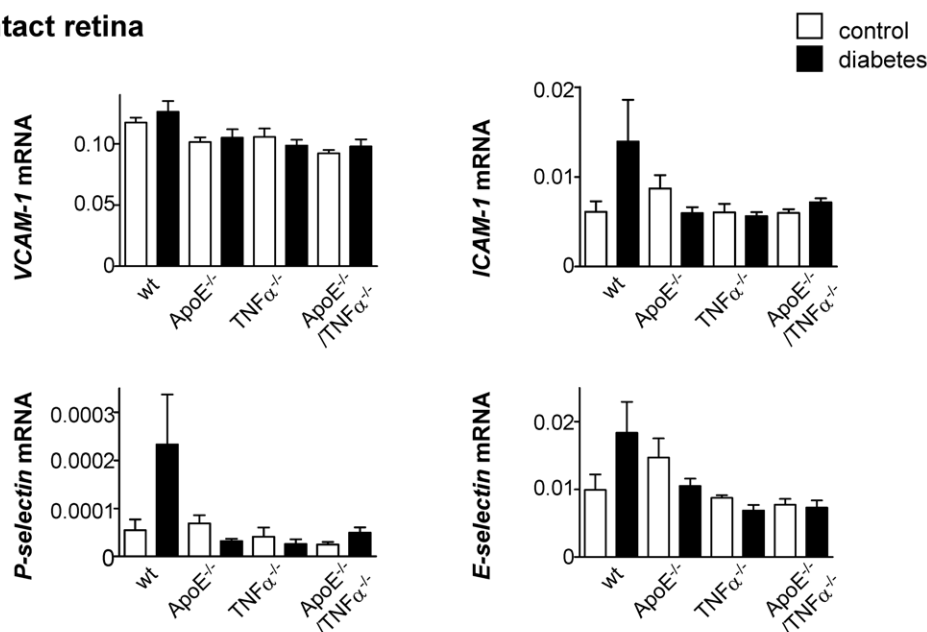 tact retina
control
diabetes
VCAM-1 mRNA
0.10
0.05
0
wt
ApoE-/-
TNFα-/-
ApoE-/-
/TNFα-/-
ICAM-1 mRNA
0.02
0.01
0
wt
ApoE-/-
TNFα-/-
ApoE-/-
/TNFα-/-
P-selectin mRNA
0.0003
0.0002
0.0001
0
wt
ApoE-/-
TNFα-/-
ApoE-/-
/TNFα-/-
E-selectin mRNA
0.02
0.01
0
wt
ApoE-/-
TNFα-/-
ApoE-/-
/TNFα-/-